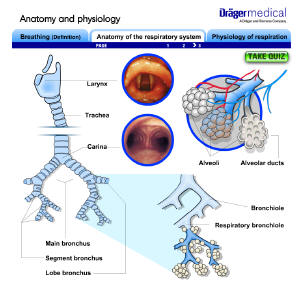 Anatomy and physiology
Drägermedical
A Dräger and Siemens Company
Breathing (Definition)
Anatomy of the respiratory system
Physiology of respiration
PAGE 1 2 3
TAKE QUIZ
Larynx
Trachea
Carina
Alveoli
Alveolar ducts
Bronchiole
Respiratory bronchiole
Main bronchus
Segment bronchus
Lobe bronchus